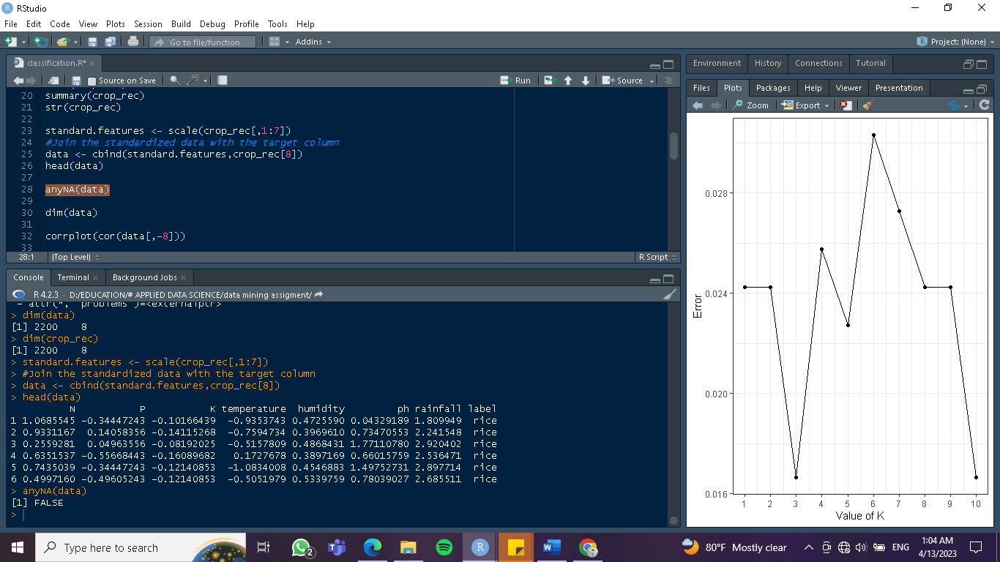 RStudio
File Edit Code View Plots Session Build Debug Profile Tools Help
Go to file/function Addins Project: (None)
classification.R*
Source on Save Run Source
20 summary(crop_rec)
21 str(crop_rec)
22
23 standard.features <- scale(crop_rec[,1:7])
24 #Join the standardized data with the target column
25 data <- cbind(standard.features,crop_rec[8])
26 head(data)
27
28 anyNA(data)
29
30 dim(data)
31
32 corrplot(cor(data[,-8]))
33
28:1 (Top Level) R Script
Console Terminal Background Jobs
R 4.2.3 · D:/EDUCATION/# APPLIED DATA SCIENCE/data mining assigment/
- attr(*, "problems")=<externalptr>
> dim(data)
[1] 2200 8
> dim(crop_rec)
[1] 2200 8
> standard.features <- scale(crop_rec[,1:7])
> #Join the standardized data with the target column
> data <- cbind(standard.features,crop_rec[8])
> head(data)
N P K temperature humidity ph rainfall label
1 1.0685545 -0.34447243 -0.10166439 -0.9353743 0.4725590 0.04329189 1.809949 rice
2 0.9331167 0.14058356 -0.14115268 -0.7594734 0.3969610 0.73470553 2.241548 rice
3 0.2559281 0.04963556 -0.08192025 -0.5157809 0.4868431 1.77110780 2.920402 rice
4 0.6351537 -0.55668443 -0.16089682 0.1727678 0.3897169 0.66015759 2.536471 rice
5 0.7435039 -0.34447243 -0.12140853 -1.0834008 0.4546883 1.49752731 2.897714 rice
6 0.4997160 -0.49605243 -0.12140853 -0.5051979 0.5339759 0.78039027 2.685511 rice
> anyNA(data)
[1] FALSE
>
Environment History Connections Tutorial
Files Plots Packages Help Viewer Presentation
Zoom Export
0.028
0.024
0.020
0.016
Error
1 2 3 4 5 6 7 8 9 10
Value of K
Type here to search
2
80°F Mostly clear ENG
1:04 AM
4/13/2023